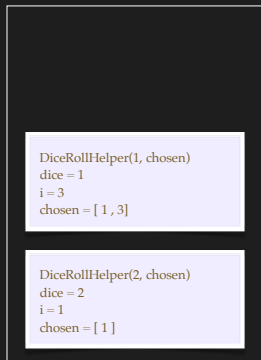 DiceRollHelper(1, chosen)
dice = 1
i = 3
chosen = [ 1 , 3]
DiceRollHelper(2, chosen)
dice = 2
i = 1
chosen = [ 1 ]